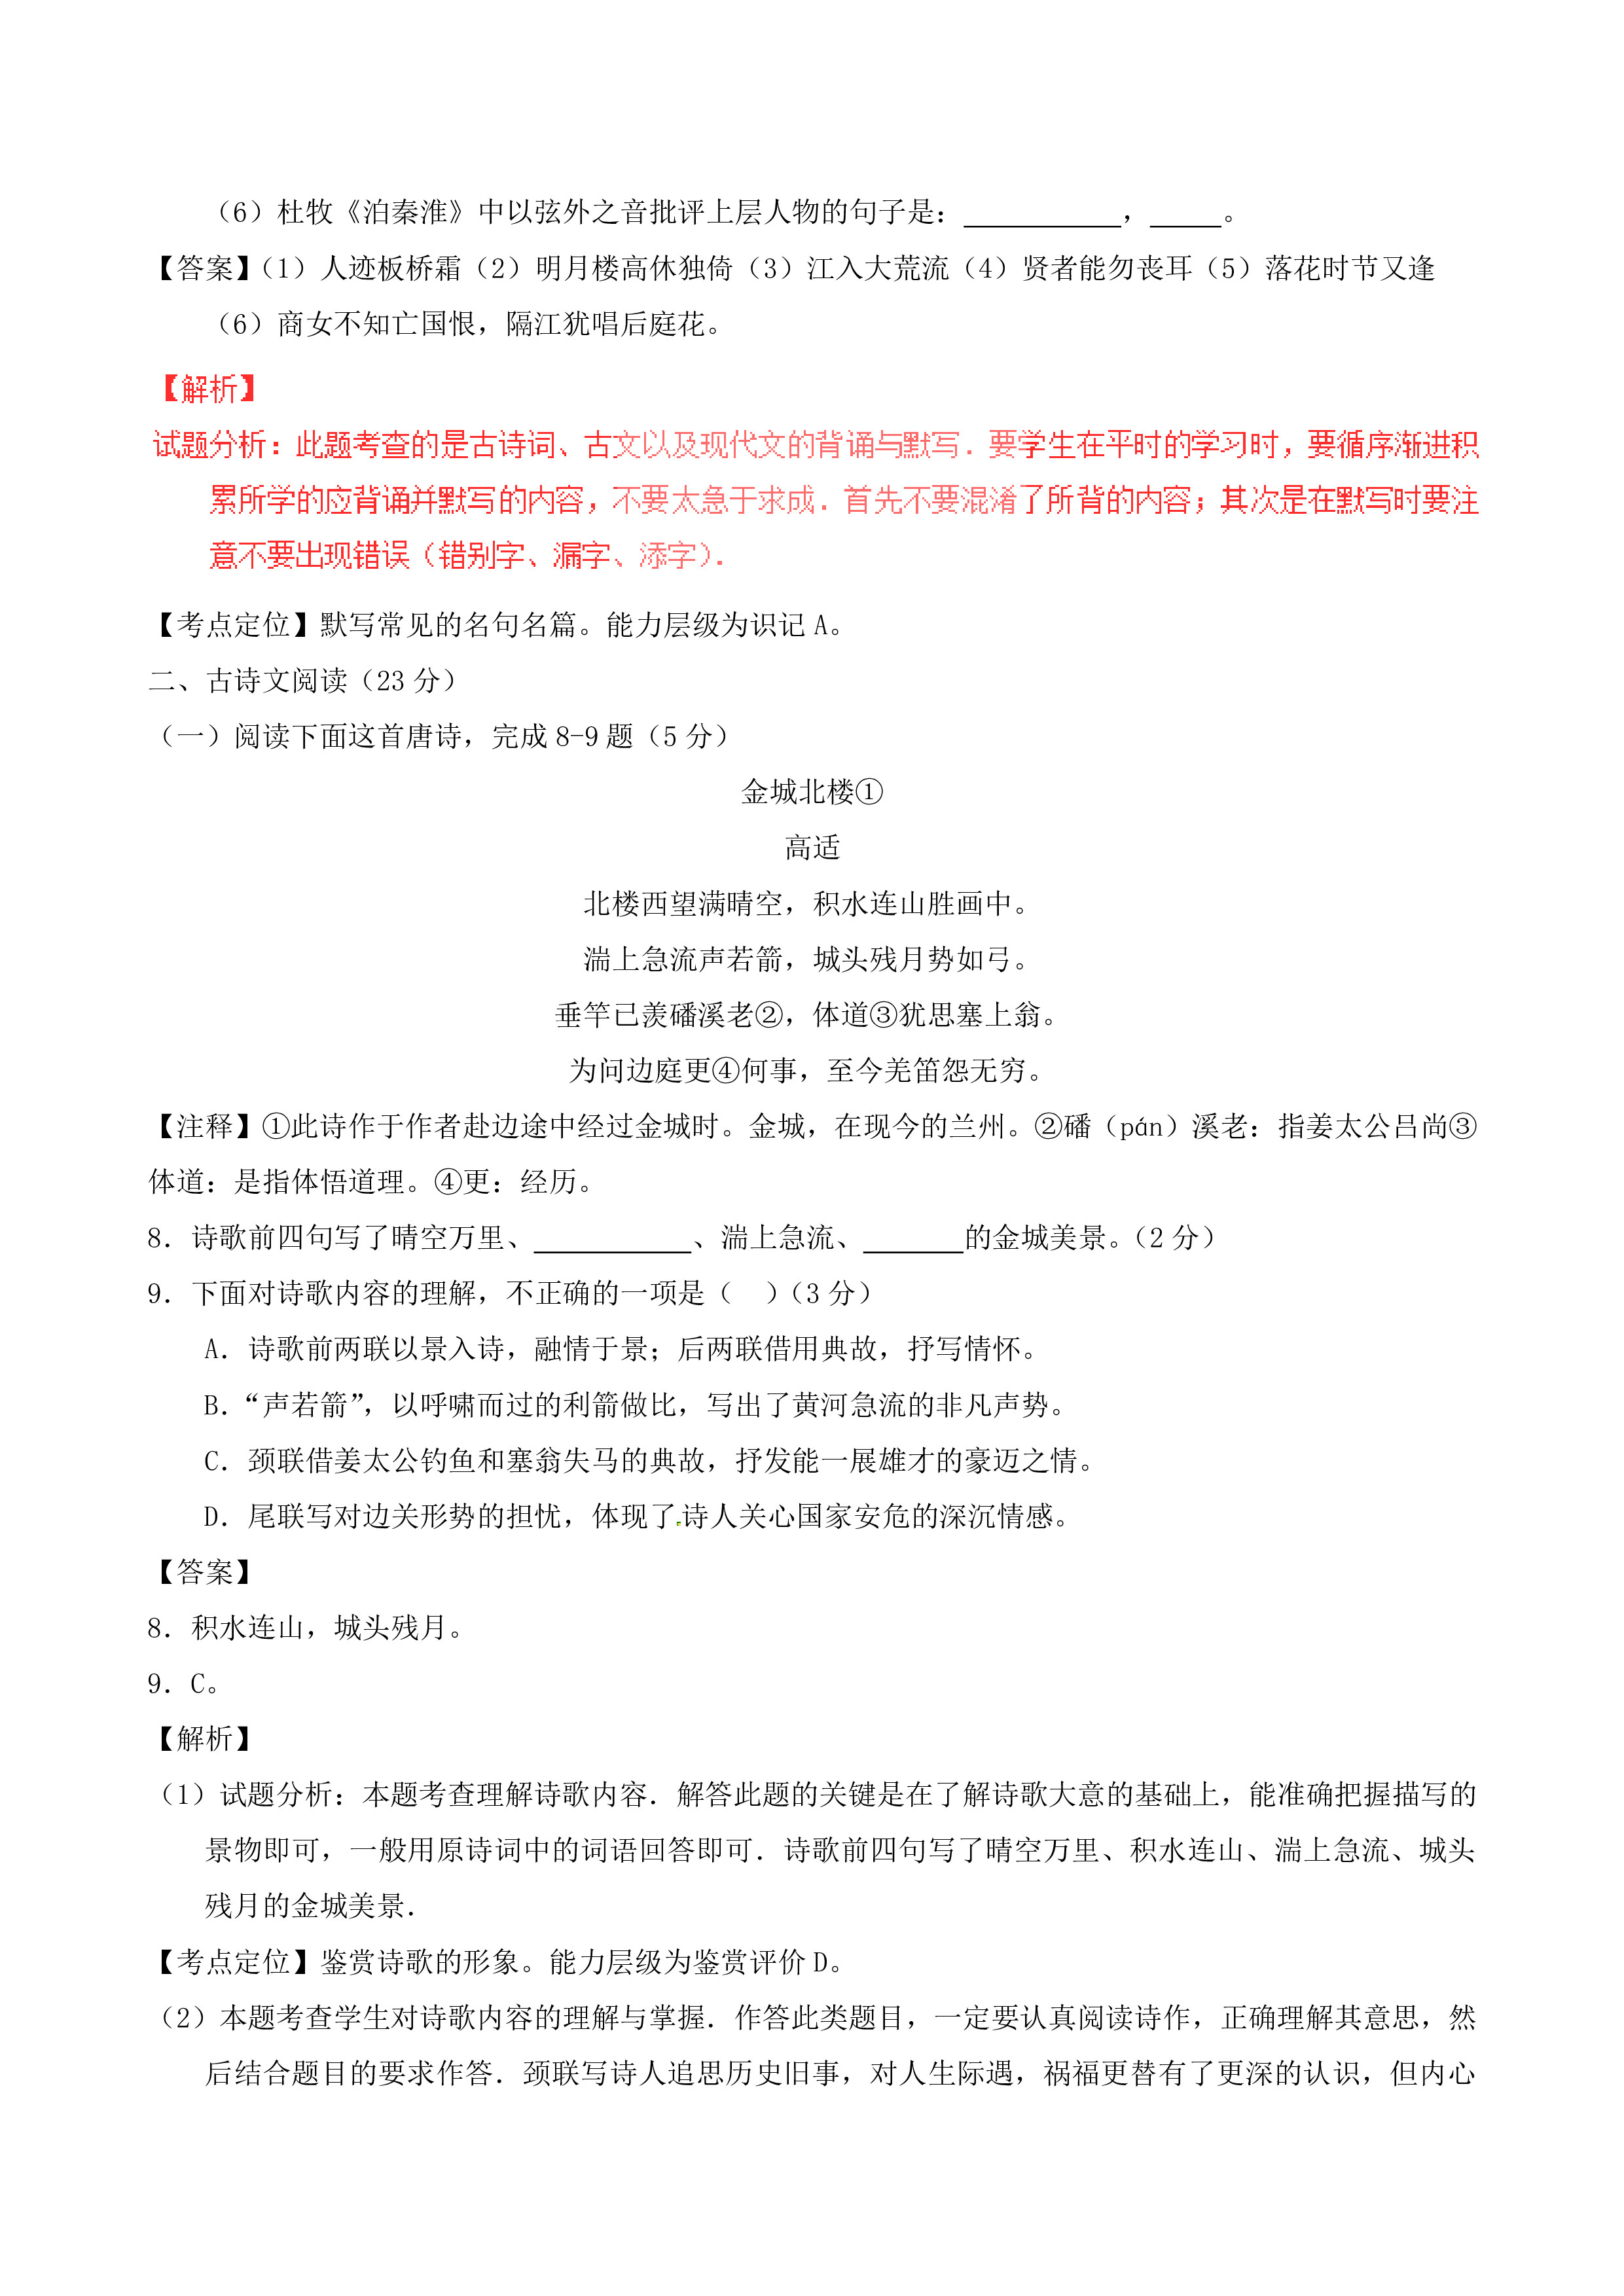 （6）杜牧《泊秦淮》中以弦外之音批评上层人物的句子是：___________，_____。
【答案】（1）人迹板桥霜（2）明月楼高休独倚（3）江入大荒流（4）贤者能勿丧耳（5）落花时节又逢
（6）商女不知亡国恨，隔江犹唱后庭花。
【解析】
试题分析：此题考查的是古诗词、古文以及现代文的背诵与默写．要学生在平时的学习时，要循序渐进积
累所学的应背诵并默写的内容，不要太急于求成．首先不要混淆了所背的内容；其次是在默写时要注
意不要出现错误（错别字、漏字、添字）．
【考点定位】默写常见的名句名篇。能力层级为识记 A。
二、古诗文阅读（23 分）
（一）阅读下面这首唐诗，完成 8-9 题（5 分）
金城北楼①
高适
北楼西望满晴空，积水连山胜画中。
湍上急流声若箭，城头残月势如弓。
垂竿已羡磻溪老②，体道③犹思塞上翁。
为问边庭更④何事，至今羌笛怨无穷。
【注释】①此诗作于作者赴边途中经过金城时。金城，在现今的兰州。②磻（pán）溪老：指姜太公吕尚③
体道：是指体悟道理。④更：经历。
8．诗歌前四句写了晴空万里、___________、湍上急流、_______的金城美景。（2 分）
9．下面对诗歌内容的理解，不正确的一项是（　）（3 分）
A．诗歌前两联以景入诗，融情于景；后两联借用典故，抒写情怀。
B．“声若箭”，以呼啸而过的利箭做比，写出了黄河急流的非凡声势。
C．颈联借姜太公钓鱼和塞翁失马的典故，抒发能一展雄才的豪迈之情。
D．尾联写对边关形势的担忧，体现了诗人关心国家安危的深沉情感。
【答案】
8．积水连山，城头残月。
9．C。
【解析】
（1）试题分析：本题考查理解诗歌内容．解答此题的关键是在了解诗歌大意的基础上，能准确把握描写的
景物即可，一般用原诗词中的词语回答即可．诗歌前四句写了晴空万里、积水连山、湍上急流、城头
残月的金城美景．
【考点定位】鉴赏诗歌的形象。能力层级为鉴赏评价 D。
（2）本题考查学生对诗歌内容的理解与掌握．作答此类题目，一定要认真阅读诗作，正确理解其意思，然
后结合题目的要求作答．颈联写诗人追思历史旧事，对人生际遇，祸福更替有了更深的认识，但内心